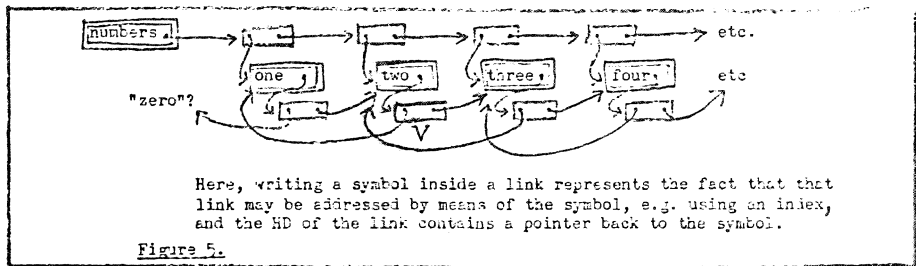 numbers etc.
one two three four etc
"zero"?
V
Here, writing a symbol inside a link represents the fact that that
link may be addressed by means of the symbol, e.g. using an index,
and the HD of the link contains a pointer back to the symbol.
Figure 5.